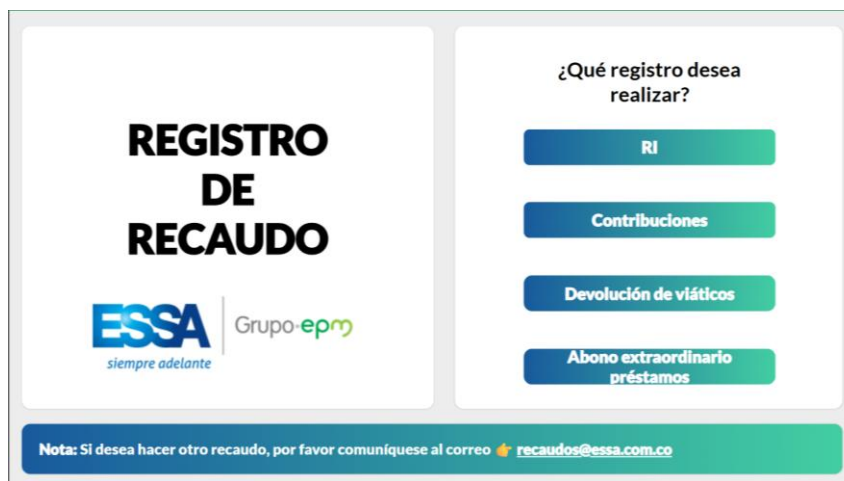 REGISTRO
DE
RECAUDO
ESSA
siempre adelante
Grupo·epm
¿Qué registro desea
realizar?
RI
Contribuciones
Devolución de viáticos
Abono extraordinario
préstamos
Nota: Si desea hacer otro recaudo, por favor comuníquese al correo 👉 recaudos@essa.com.co